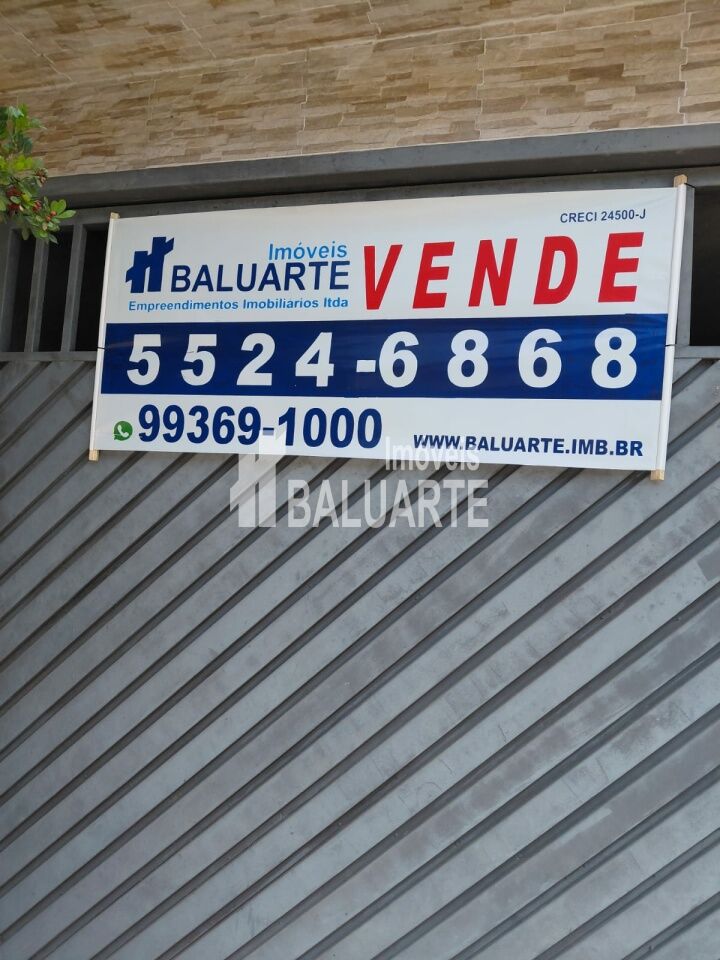 CRECI 24500-J
Imóveis
BALUARTE
Empreendimentos Imobiliarios ltda
VENDE
5524-6868
99369-1000
WWW.BALUARTE.IMB.BR
Imóveis
BALUARTE